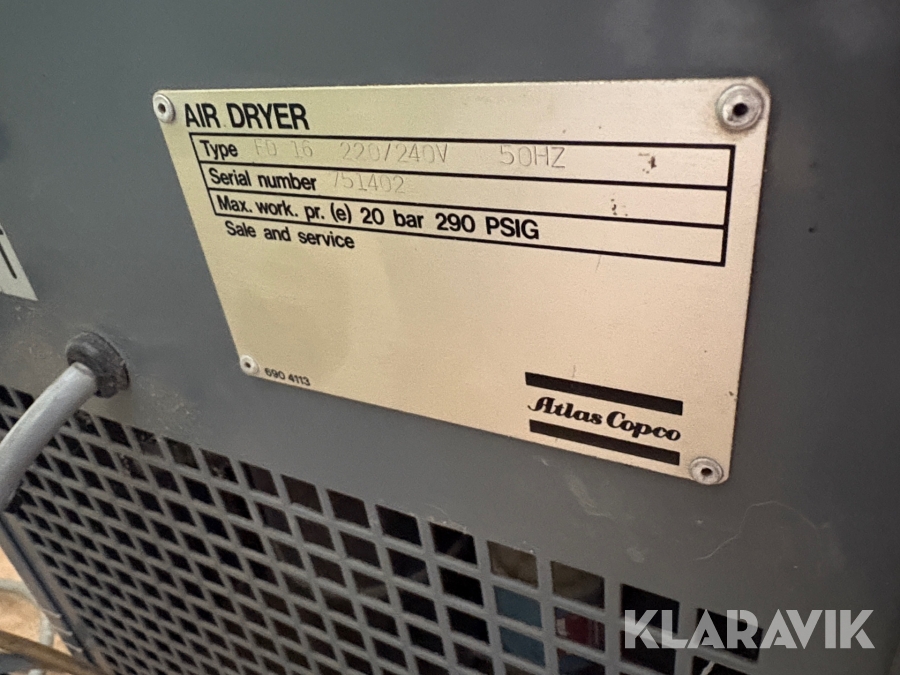 AIR DRYER
Type FD 16 220/240V 50HZ
Serial number 751402
Max. work. pr. (e) 20 bar 290 PSIG
Sale and service
690 4113
Atlas Copco
KLARAVIK